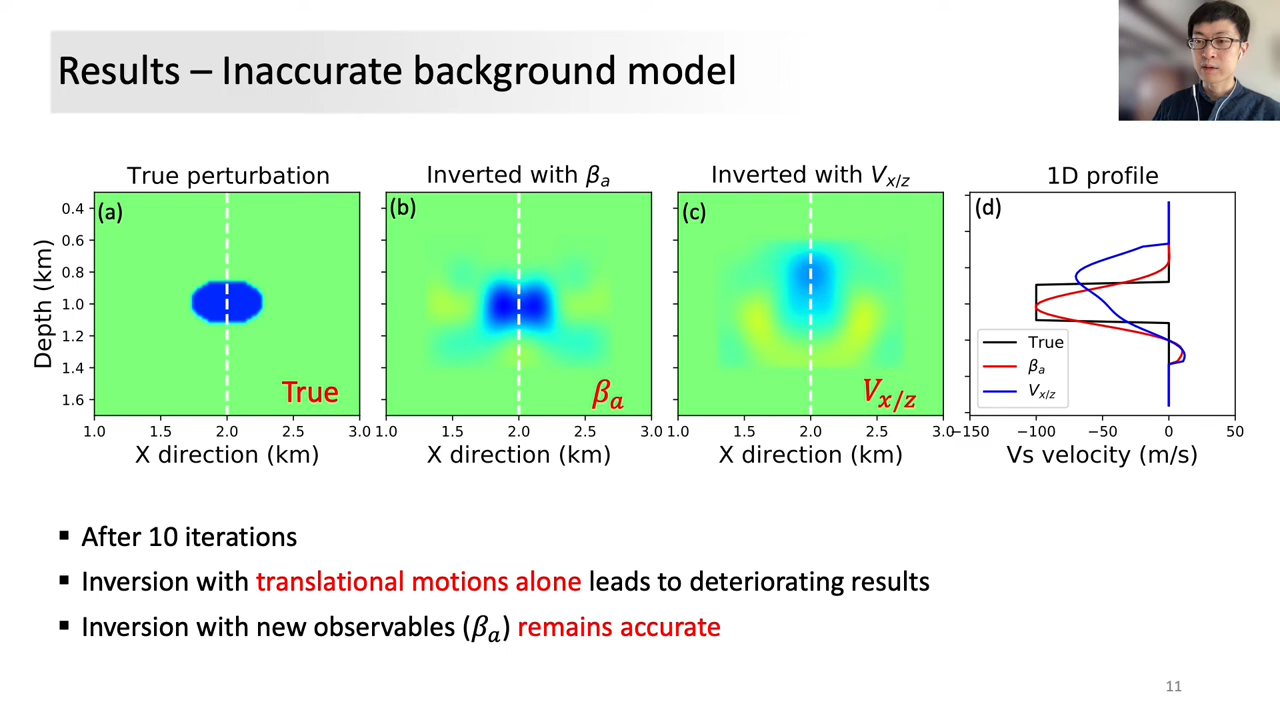 Results – Inaccurate background model
True perturbation
Inverted with βₐ
Inverted with Vₓ/z
1D profile
(a)
(b)
(c)
(d)
Depth (km)
0.4
0.6
0.8
1.0
1.2
1.4
1.6
True
βₐ
Vₓ/z
True
βₐ
Vₓ/z
1.0 1.5 2.0 2.5 3.0
1.0 1.5 2.0 2.5 3.0
1.0 1.5 2.0 2.5 3.0
−150 −100 −50 0 50
X direction (km)
X direction (km)
X direction (km)
Vs velocity (m/s)
▪ After 10 iterations
▪ Inversion with translational motions alone leads to deteriorating results
▪ Inversion with new observables (βₐ) remains accurate
11